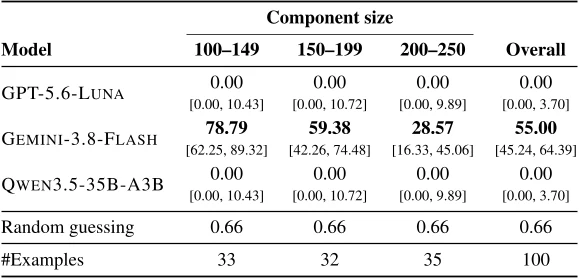 Component size
Model 100–149 150–199 200–250 Overall
GPT-5.6-LUNA 0.00 0.00 0.00 0.00
[0.00, 10.43] [0.00, 10.72] [0.00, 9.89] [0.00, 3.70]
GEMINI-3.8-FLASH 78.79 59.38 28.57 55.00
[62.25, 89.32] [42.26, 74.48] [16.33, 45.06] [45.24, 64.39]
QWEN3.5-35B-A3B 0.00 0.00 0.00 0.00
[0.00, 10.43] [0.00, 10.72] [0.00, 9.89] [0.00, 3.70]
Random guessing 0.66 0.66 0.66 0.66
#Examples 33 32 35 100